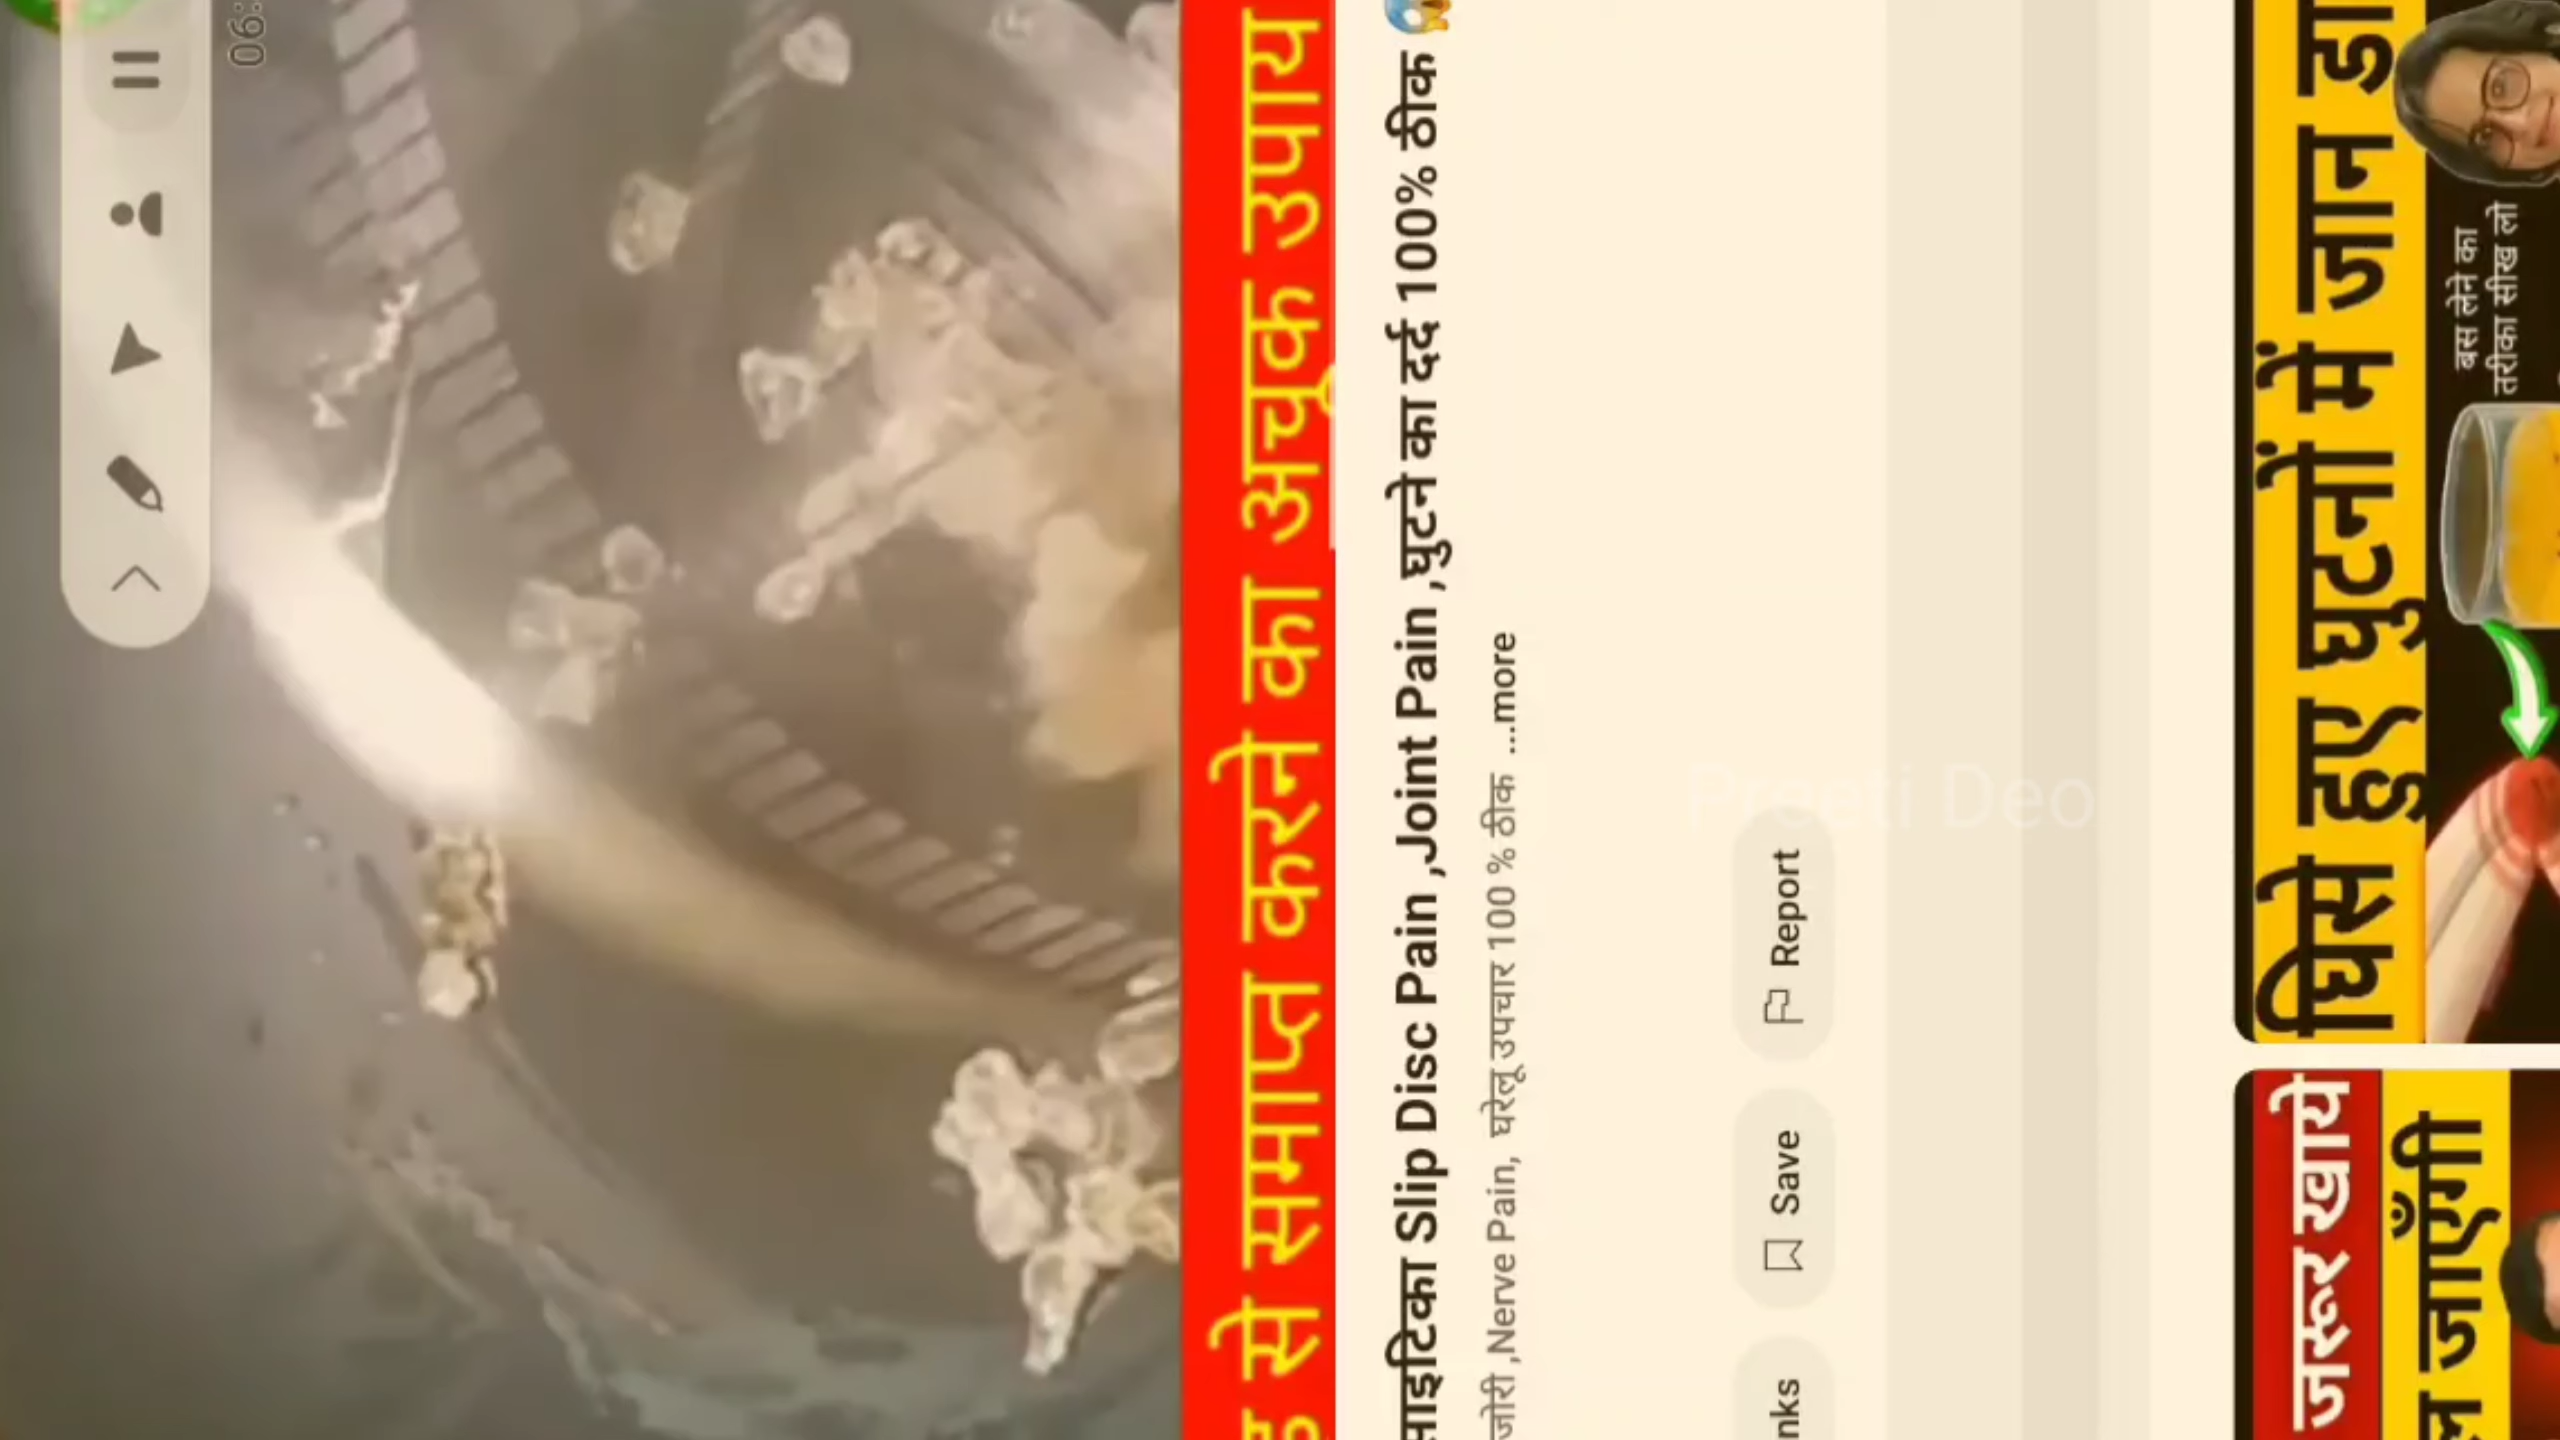 06:
से समाप्त करने का अचूक उपाय
साइटिका Slip Disc Pain ,Joint Pain ,घुटने का दर्द 100% ठीक 😱
जोरी ,Nerve Pain, घरेलू उपचार 100 % ठीक ...more
nks
Save
Report
Preeti Deo
घिसे हुए घुटनों में जान डा
बस लेने का
तरीका सीख लो
जरूर खाये
ल जाएँगी